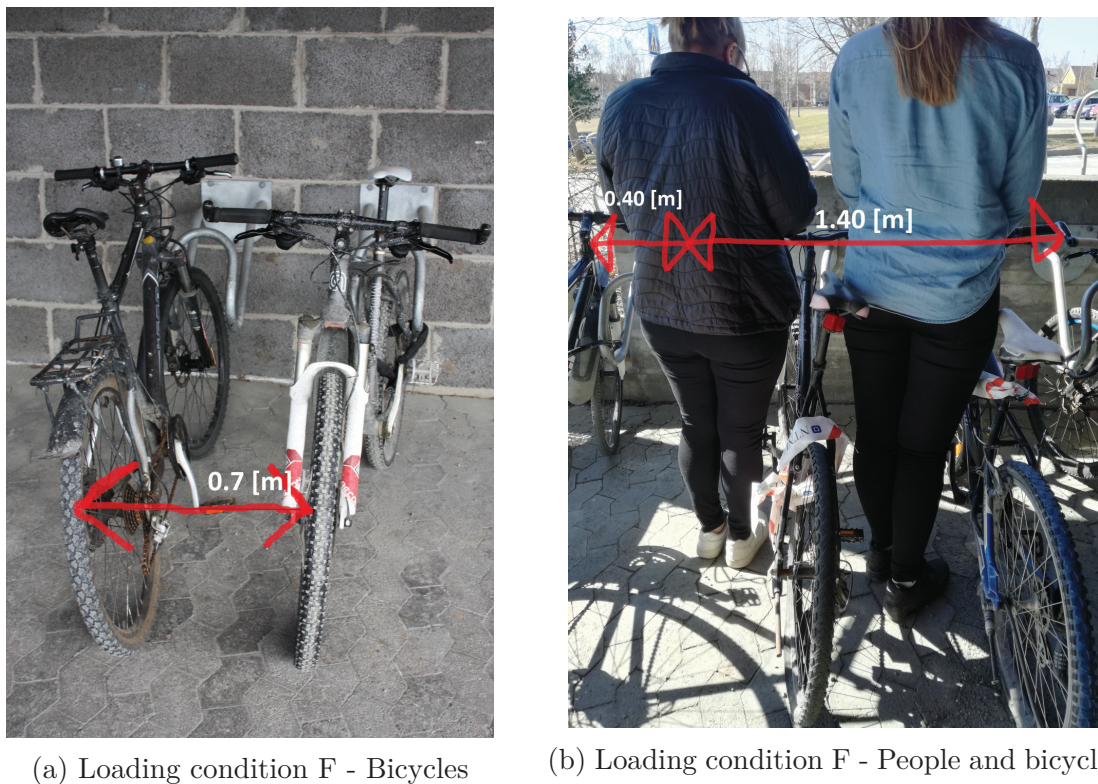 0.7 [m]
(a) Loading condition F - Bicycles
0.40 [m]
1.40 [m]
(b) Loading condition F - People and bicycl